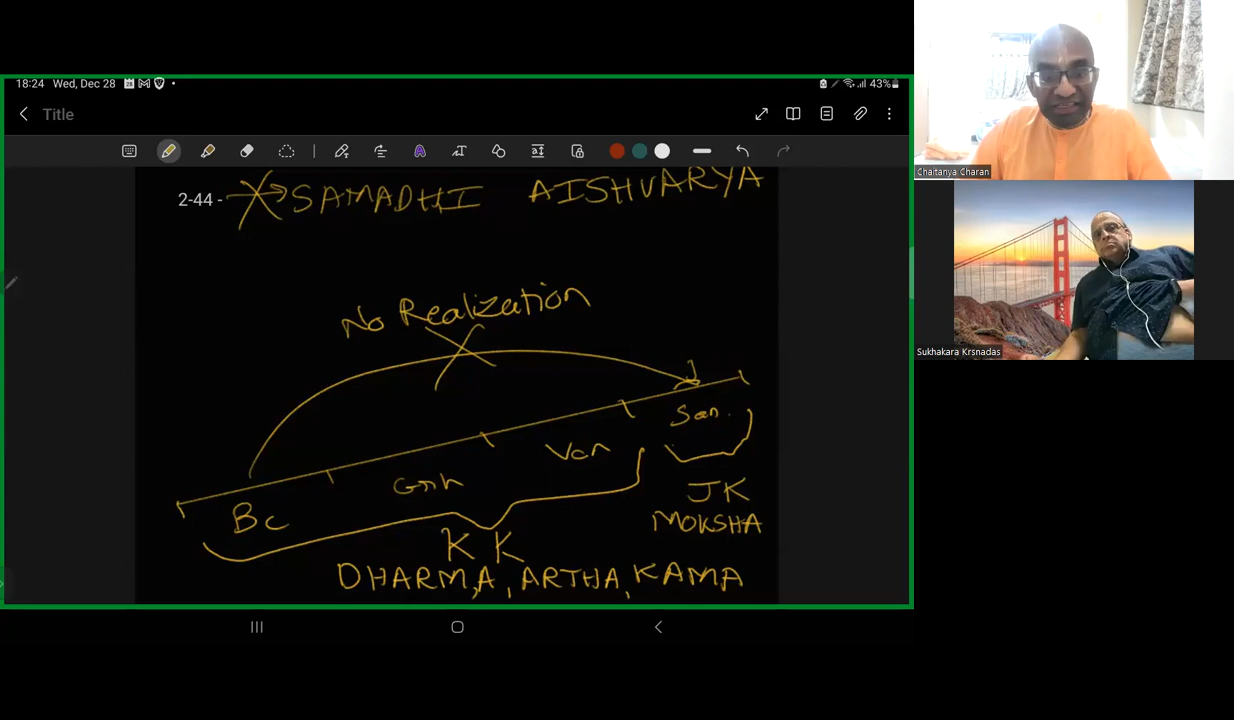 18:24 Wed, Dec 28 43%
Title
2-44 - SAMADHI AISHVARYA
No Realization
San.
Van
Grih
Bc
JK
MOKSHA
KK
DHARMA, ARTHA, KAMA
Chaitanya Charan
Sukhakara Krsnadas